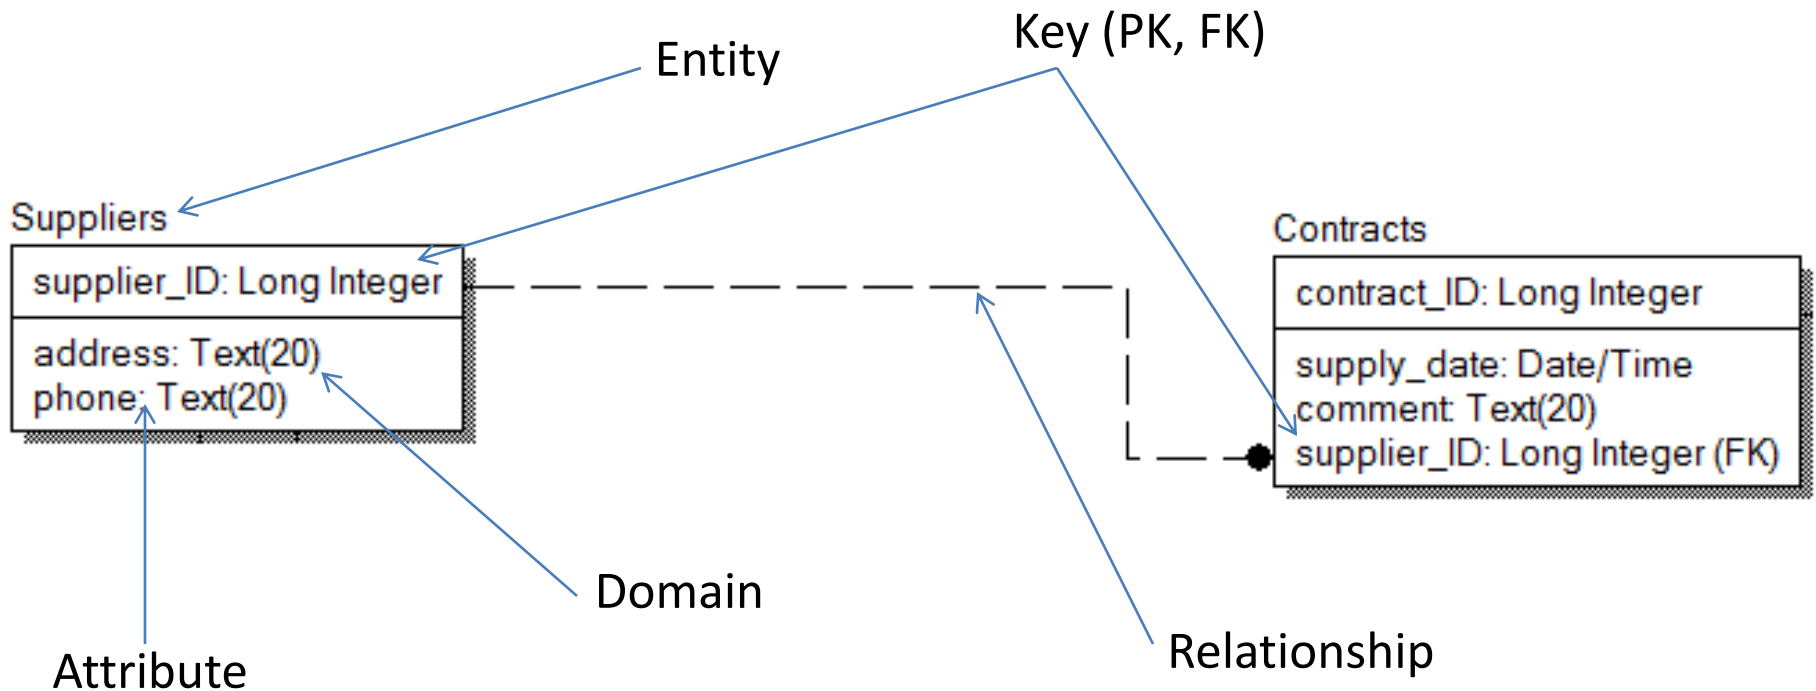 Key (PK, FK)
Entity
Suppliers
supplier_ID: Long Integer
address: Text(20)
phone: Text(20)
Contracts
contract_ID: Long Integer
supply_date: Date/Time
comment: Text(20)
supplier_ID: Long Integer (FK)
Domain
Relationship
Attribute